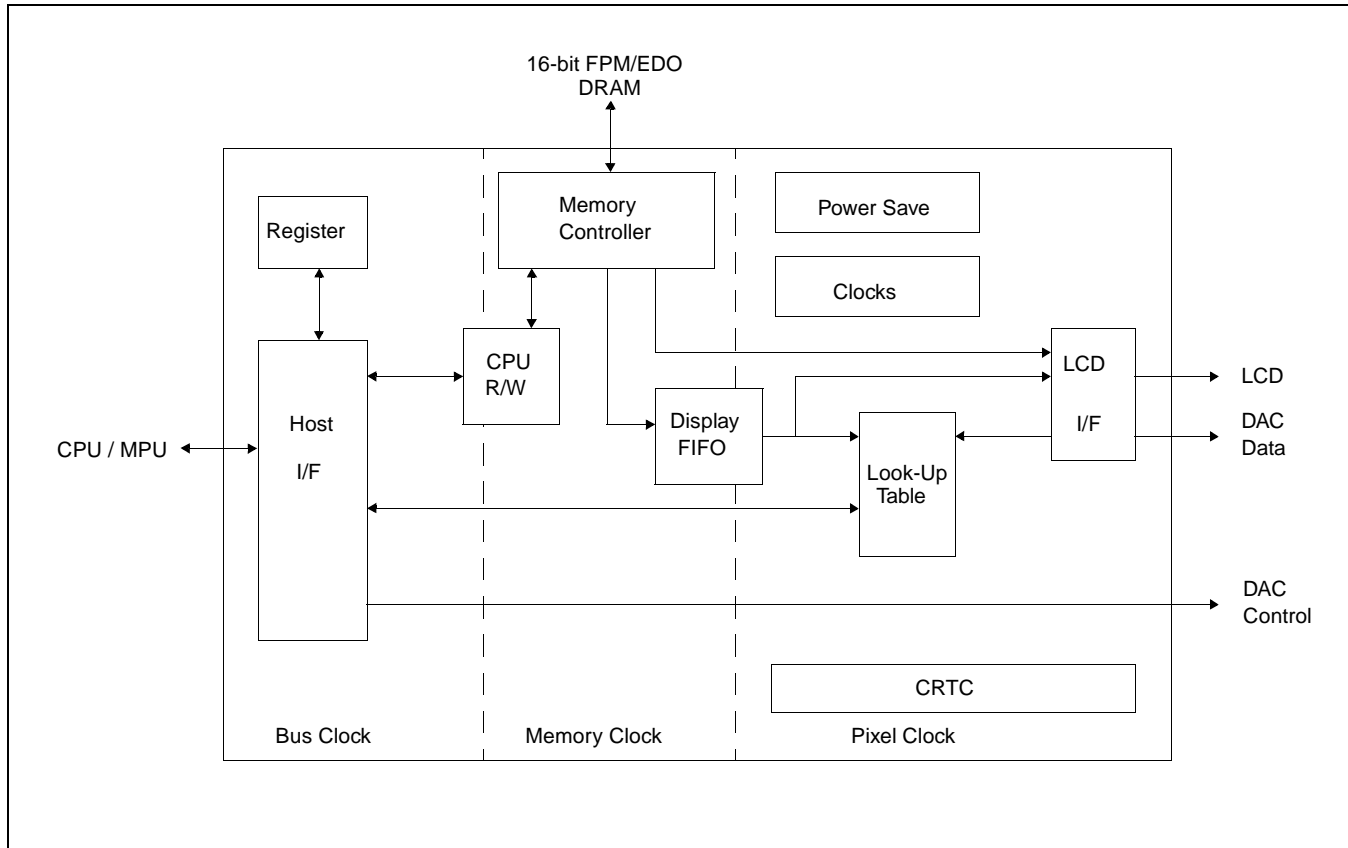 16-bit FPM/EDO
DRAM
Register
Memory
Controller
Power Save
Clocks
CPU
R/W
LCD
I/F
Host
I/F
Display
FIFO
Look-Up
Table
CPU / MPU
LCD
DAC
Data
DAC
Control
CRTC
Bus Clock
Memory Clock
Pixel Clock